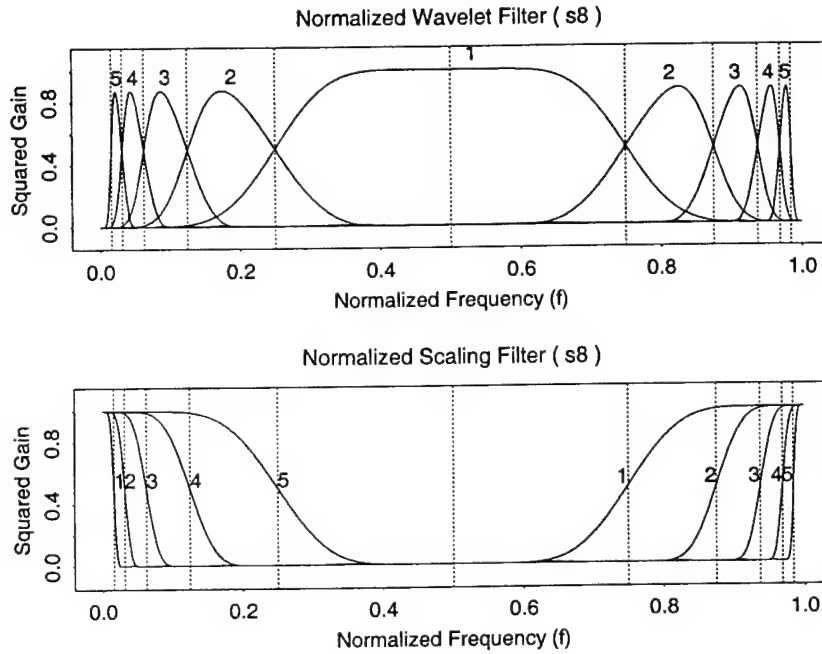 Normalized Wavelet Filter ( s8 )
Squared Gain
0.0 0.4 0.8
5 4 3 2 1 2 3 4 5
0.0 0.2 0.4 0.6 0.8 1.0
Normalized Frequency (f)
Normalized Scaling Filter ( s8 )
Squared Gain
0.0 0.4 0.8
1 2 3 4 5 1 2 3 4 5
0.0 0.2 0.4 0.6 0.8 1.0
Normalized Frequency (f)